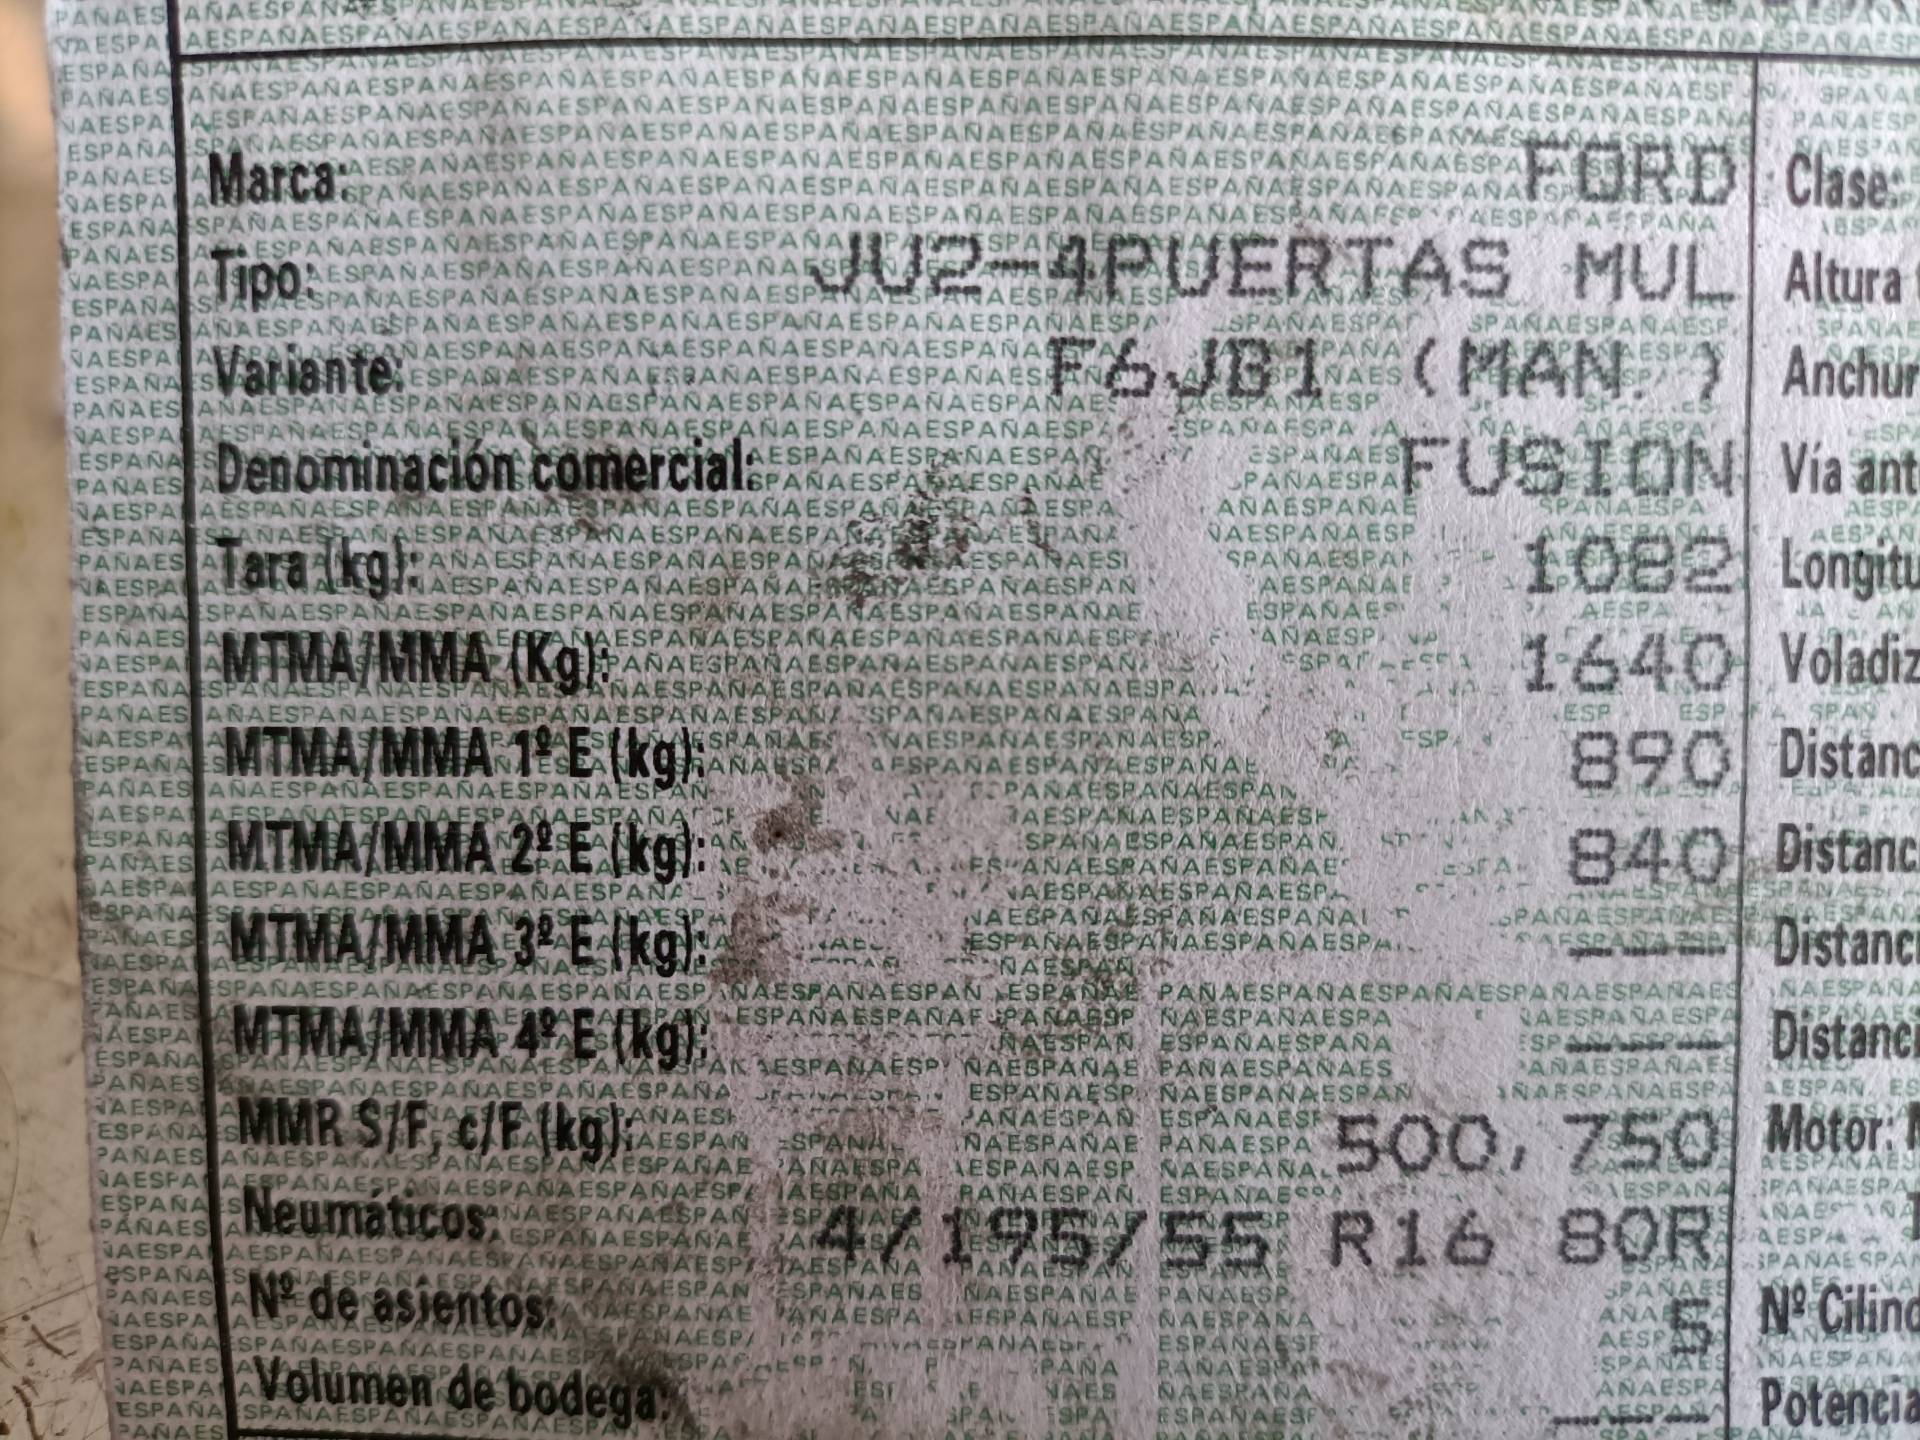 Marca: FORD
Tipo: JU2-4PUERTAS MUL
Variante: F6JB1 (MAN.)
Denominación comercial: FUSION
Tara (kg): 1082
MTMA/MMA (Kg): 1640
MTMA/MMA 1º E (kg): 890
MTMA/MMA 2º E (kg): 840
MTMA/MMA 3º E (kg): ---
MTMA/MMA 4º E (kg): ---
MMR S/F, c/F (kg): 500, 750
Neumáticos: 4/195/55 R16 80R
Nº de asientos: 5
Volumen de bodega: ---
Clase:
Altura
Anchur
Vía ant
Longitu
Voladiz
Distanc
Distanc
Distanci
Distanci
Motor:
Nº Cilind
Potencia